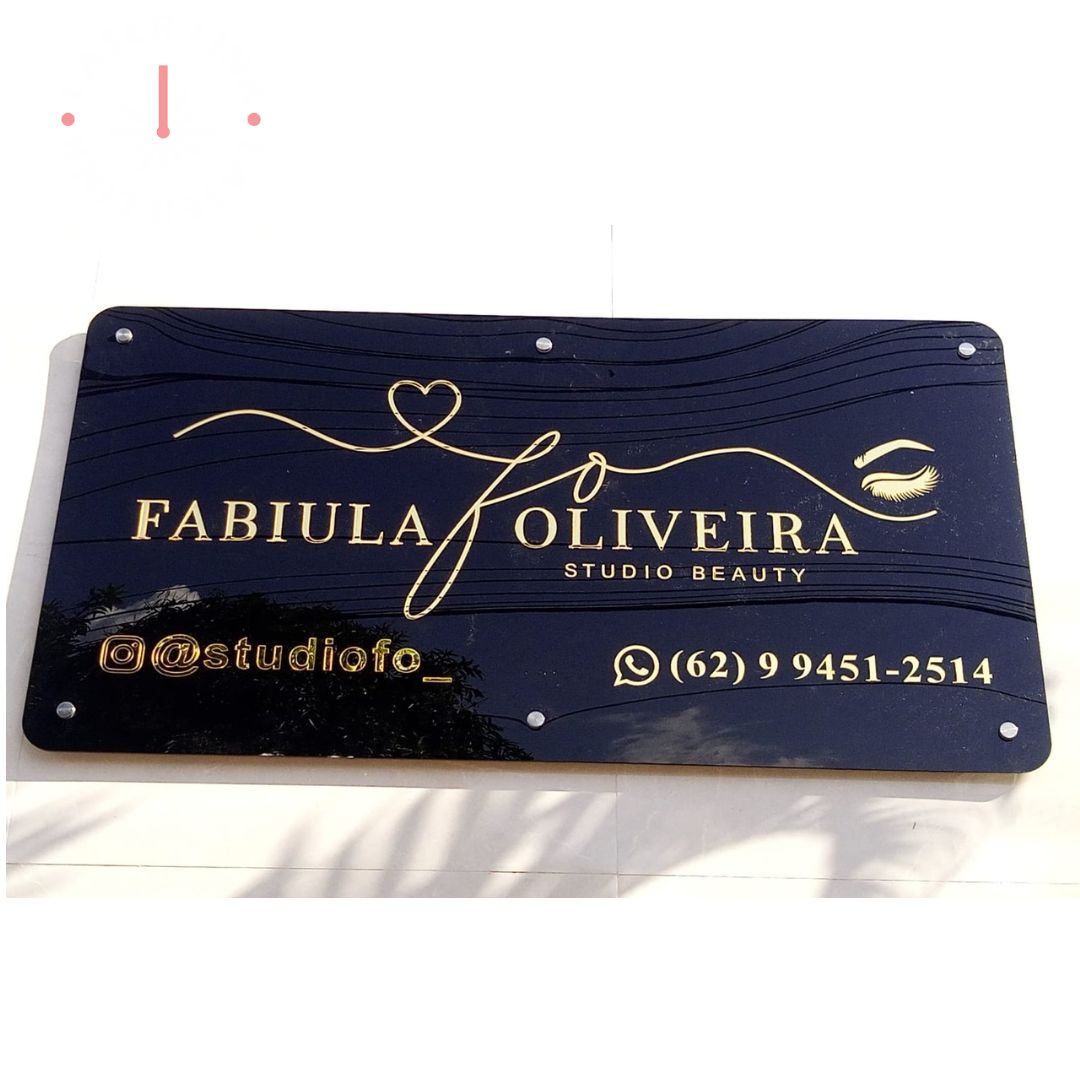 fo
FABIULA OLIVEIRA
STUDIO BEAUTY
@studiofo_
(62) 9 9451-2514